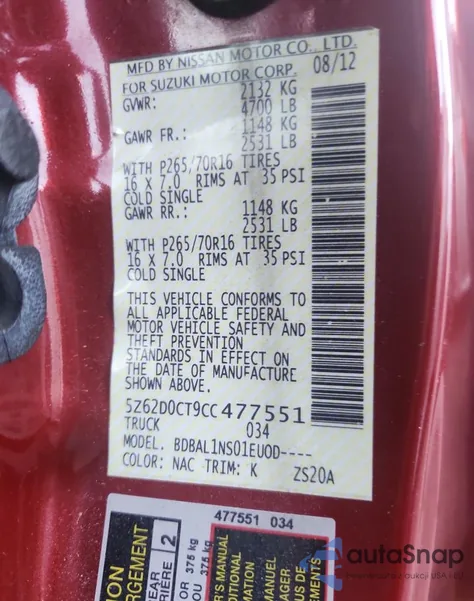 MFD BY NISSAN MOTOR CO., LTD.
FOR SUZUKI MOTOR CORP. 08/12
GVWR: 2132 KG
4700 LB
GAWR FR.: 1148 KG
2531 LB
WITH P265/70R16 TIRES
16 X 7.0 RIMS AT 35 PSI
COLD SINGLE
GAWR RR.: 1148 KG
2531 LB
WITH P265/70R16 TIRES
16 X 7.0 RIMS AT 35 PSI
COLD SINGLE
THIS VEHICLE CONFORMS TO
ALL APPLICABLE FEDERAL
MOTOR VEHICLE SAFETY AND
THEFT PREVENTION
STANDARDS IN EFFECT ON
THE DATE OF MANUFACTURE
SHOWN ABOVE.
5Z62D0CT9CC477551
TRUCK 034
MODEL: BDBAL1NS01EUOD----
COLOR: NAC TRIM: K ZS20A
477551 034
autoSnap